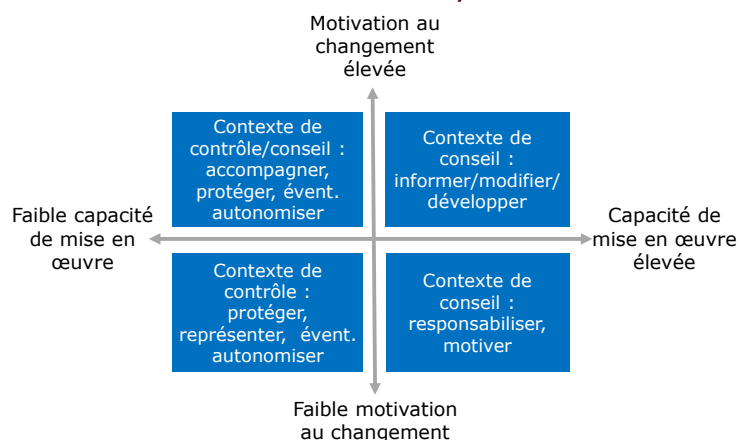 Motivation au
changement
élevée
Contexte de
contrôle/conseil :
accompagner,
protéger, évent.
autonomiser
Contexte de
conseil :
informer/modifier/
développer
Faible capacité
de mise en
œuvre
Capacité de
mise en œuvre
élevée
Contexte de
contrôle :
protéger,
représenter, évent.
autonomiser
Contexte de
conseil :
responsabiliser,
motiver
Faible motivation
au changement